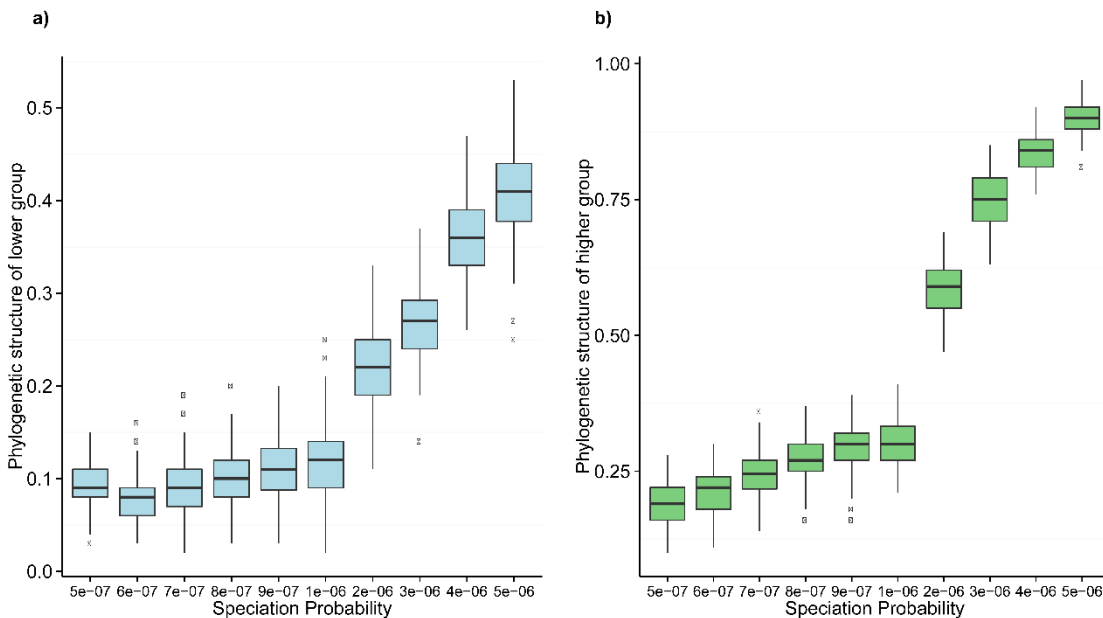 a)
Phylogenetic structure of lower group
0.5
0.4
0.3
0.2
0.1
0.0
5e−07 6e−07 7e−07 8e−07 9e−07 1e−06 2e−06 3e−06 4e−06 5e−06
Speciation Probability
b)
Phylogenetic structure of higher group
1.00
0.75
0.50
0.25
5e−07 6e−07 7e−07 8e−07 9e−07 1e−06 2e−06 3e−06 4e−06 5e−06
Speciation Probability